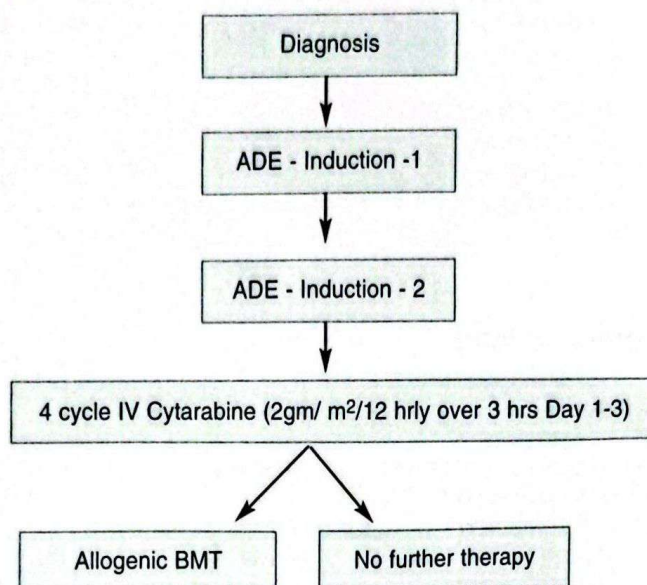 Diagnosis
ADE - Induction -1
ADE - Induction - 2
4 cycle IV Cytarabine (2gm/ m²/12 hrly over 3 hrs Day 1-3)
Allogenic BMT
No further therapy